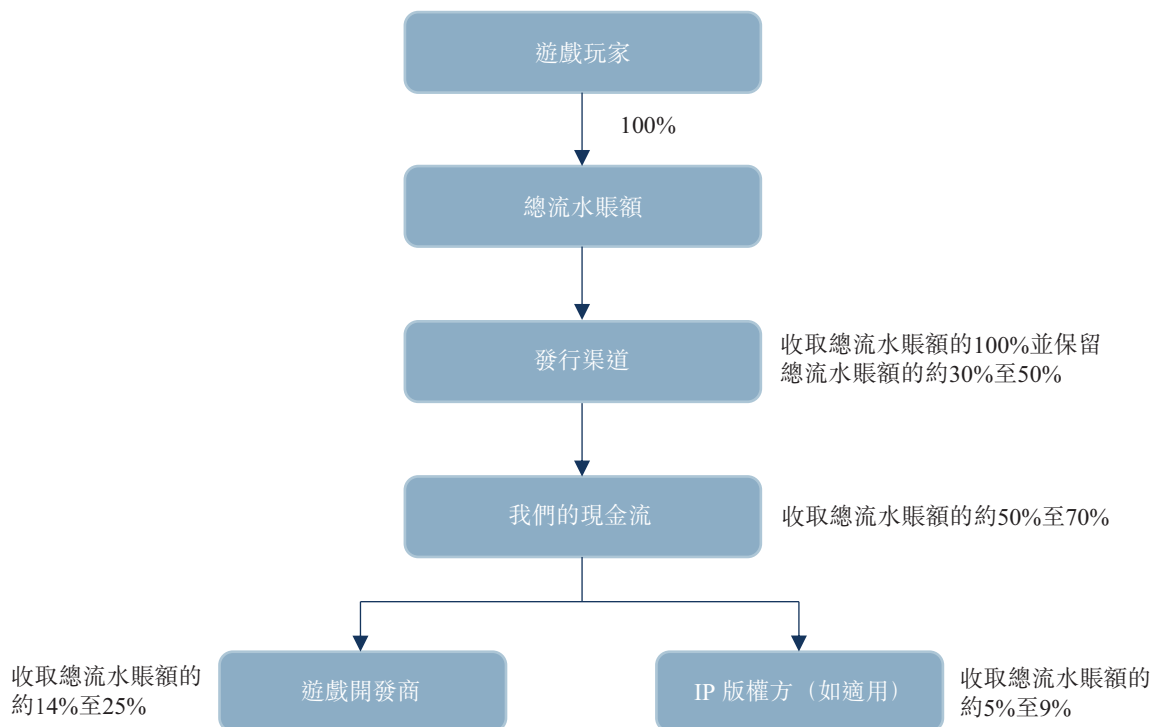 遊戲玩家
100%
總流水賬額
發行渠道
收取總流水賬額的100%並保留
總流水賬額的約30%至50%
我們的現金流
收取總流水賬額的約50%至70%
收取總流水賬額的
約14%至25%
遊戲開發商
IP 版權方（如適用）
收取總流水賬額的
約5%至9%